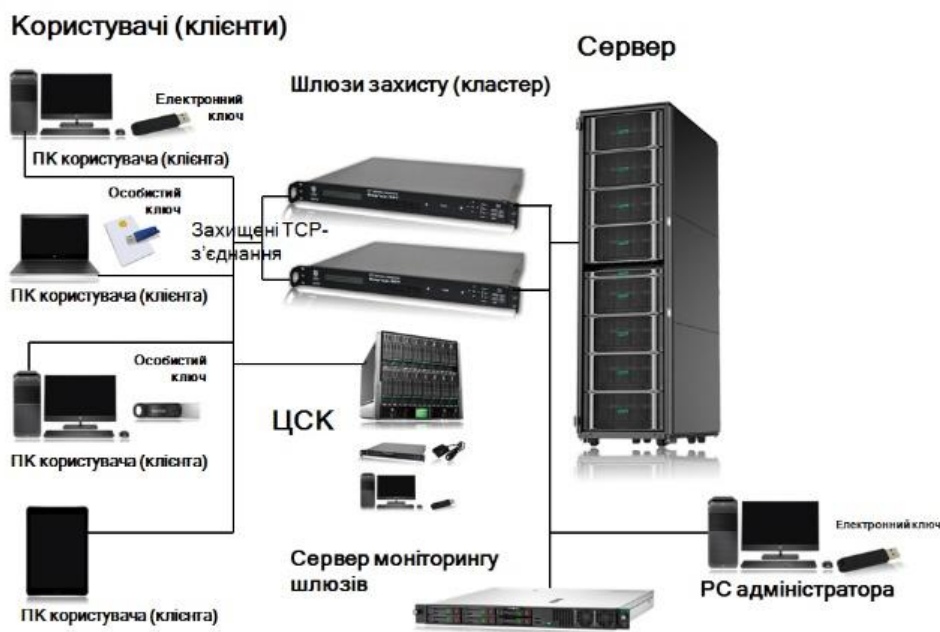 Користувачі (клієнти)
Сервер
Шлюзи захисту (кластер)
Електронний
ключ
ПК користувача (клієнта)
Особистий
ключ
Захищені TCP-
з’єднання
ПК користувача (клієнта)
Особистий
ключ
ЦСК
ПК користувача (клієнта)
Електронний ключ
Сервер моніторингу
шлюзів
РС адміністратора
ПК користувача (клієнта)